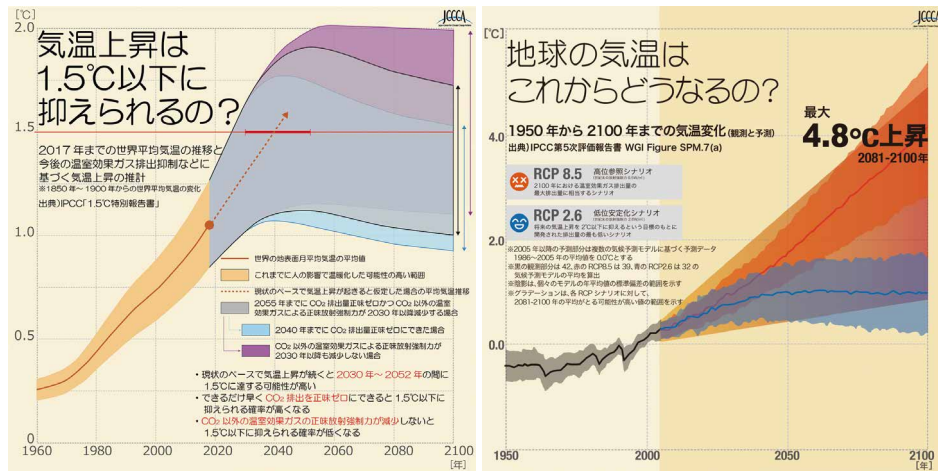 [℃]
JCCCA
2.0
気温上昇は
1.5℃以下に
抑えられるの?
1.5
2017年までの世界平均気温の推移と
今後の温室効果ガス排出抑制などに
基づく気温上昇の推計
※1850年~1900年からの世界平均気温の変化
出典)IPCC「1.5℃特別報告書」
1.0
世界の地表面月平均気温の平均値
これまでに人の影響で温暖化した可能性の高い範囲
現状のペースで気温上昇が起きると仮定した場合の平均気温推移
2055年までにCO₂排出量正味ゼロかつCO₂以外の温室
効果ガスによる正味放射強制力が2030年以降減少する場合
2040年までにCO₂排出量正味ゼロにできた場合
CO₂以外の温室効果ガスによる正味放射強制力が
2030年以降も減少しない場合
0.5
・現状のペースで気温上昇が続くと2030年~2052年の間に
1.5℃に達する可能性が高い
・できるだけ早くCO₂排出を正味ゼロにできると1.5℃以下に
抑えられる確率が高くなる
・CO₂以外の温室効果ガスの正味放射強制力が減少しないと
1.5℃以下に抑えられる確率が低くなる
0
1960 1980 2000 2020 2040 2060 2080 2100
[年]
JCCCA
[℃]
地球の気温は
これからどうなるの?
最大
4.8℃上昇
2081-2100年
4.0
1950年から2100年までの気温変化(観測と予測)
出典)IPCC第5次評価報告書 WGI Figure SPM.7(a)
RCP 8.5 高位参照シナリオ
2100年における温室効果ガス排出量の
最大排出量に相当するシナリオ
RCP 2.6 低位安定化シナリオ
将来の気温上昇を2℃以下に抑えるという目標のもとに
開発された排出量の最も低いシナリオ
2.0
※2005年以降の予測部分は複数の気候予測モデルに基づく予測データ
1986~2005年の平均値を0.0℃とする
※黒の観測部分は42,赤のRCP8.5は39,青のRCP2.6は32の
気候予測モデルの平均を算出
※陰影は、個々のモデルの年平均値の標準偏差の範囲を示す
※グラデーションは、各RCPシナリオに対して、
2081-2100年の平均がとる可能性が高い値の範囲を示す
0.0
1950 2000 2050 2100
[年]